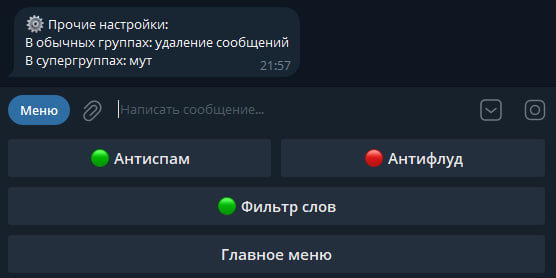 Прочие настройки:
В обычных группах: удаление сообщений
В супергруппах: мут
21:57
Меню
Написать сообщение...
Антиспам
Антифлуд
Фильтр слов
Главное меню